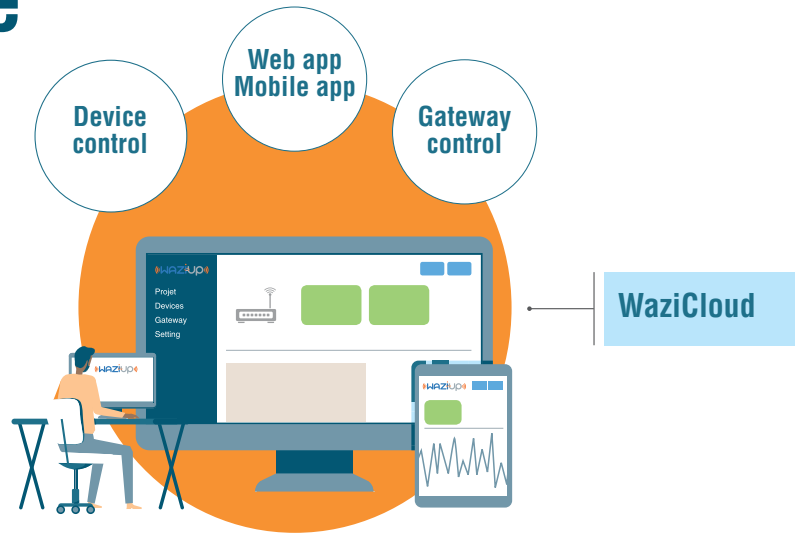 e
Web app
Mobile app
Device
control
Gateway
control
WAZIUP
Projet
Devices
Gateway
Setting
WaziCloud
WAZIUP
WAZIUP